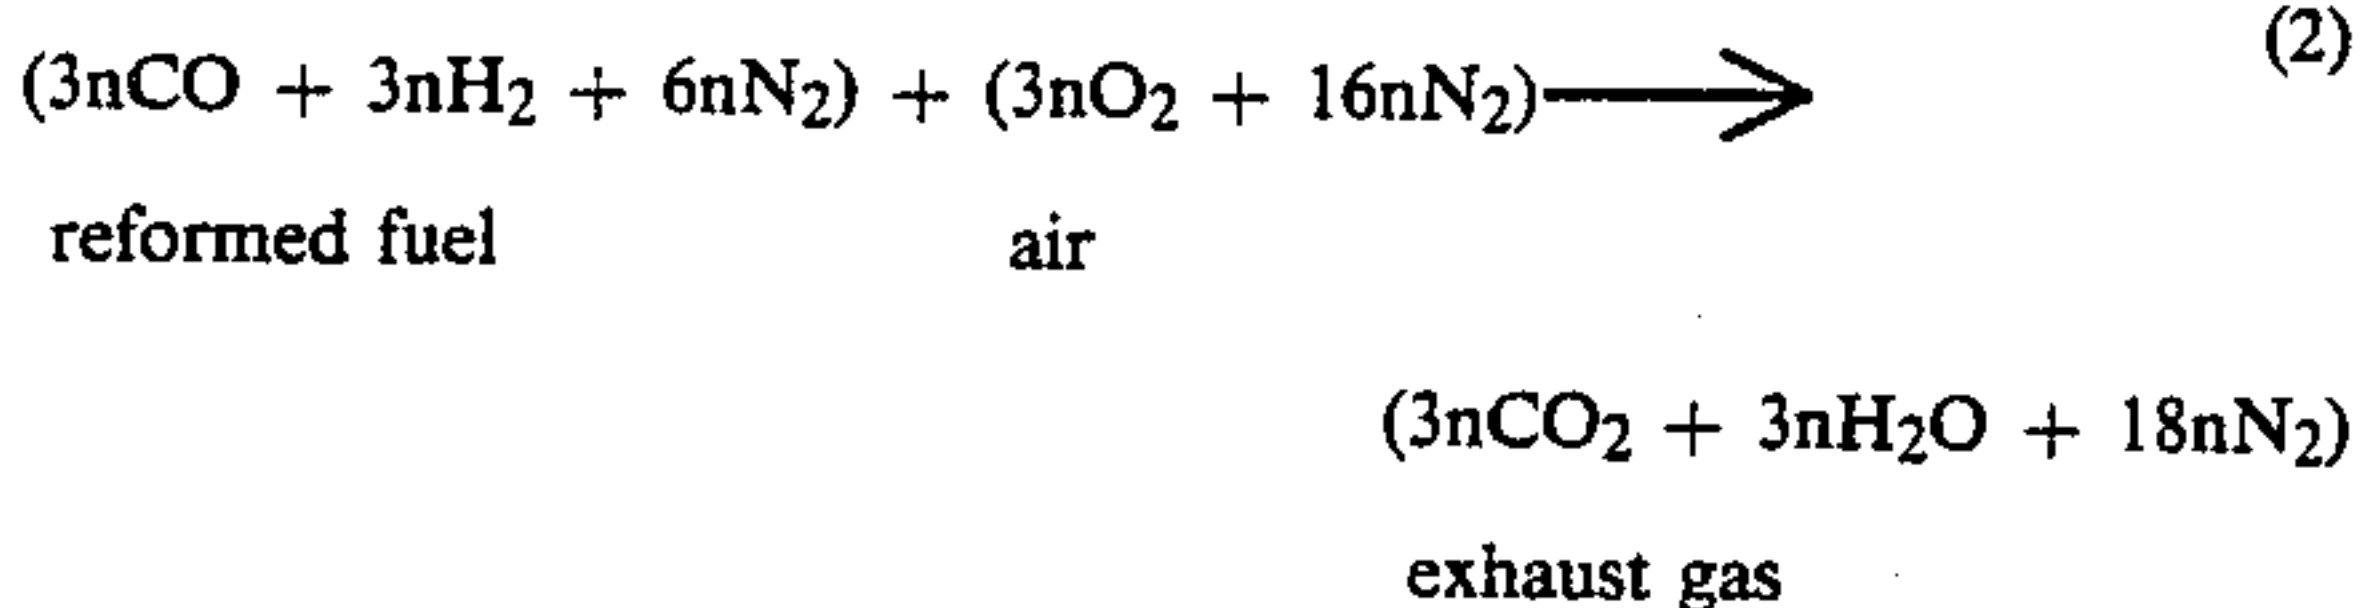 (3nCO + 3nH₂ + 6nN₂) + (3nO₂ + 16nN₂)⟶ (2)
reformed fuel air
(3nCO₂ + 3nH₂O + 18nN₂)
exhaust gas